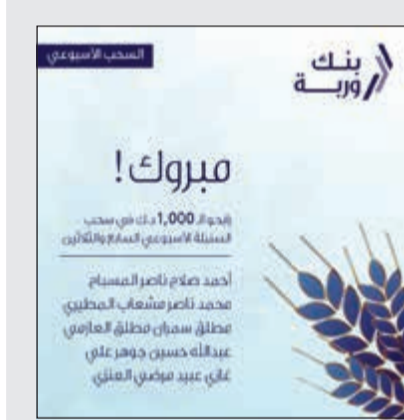 السحب الأسبوعي
بنك
وربة
مبروك!
رابحو الـ 1,000 د.ك في سحب
السنبلة الأسبوعي السابع والثلاثين
أحمد صلاح ناصر المسباح
محمد ناصر مشعاب المطيري
مطلق سمران مطلق العازمي
عبدالله حسين جوهر علي
غازي عبيد مرضي العنزي